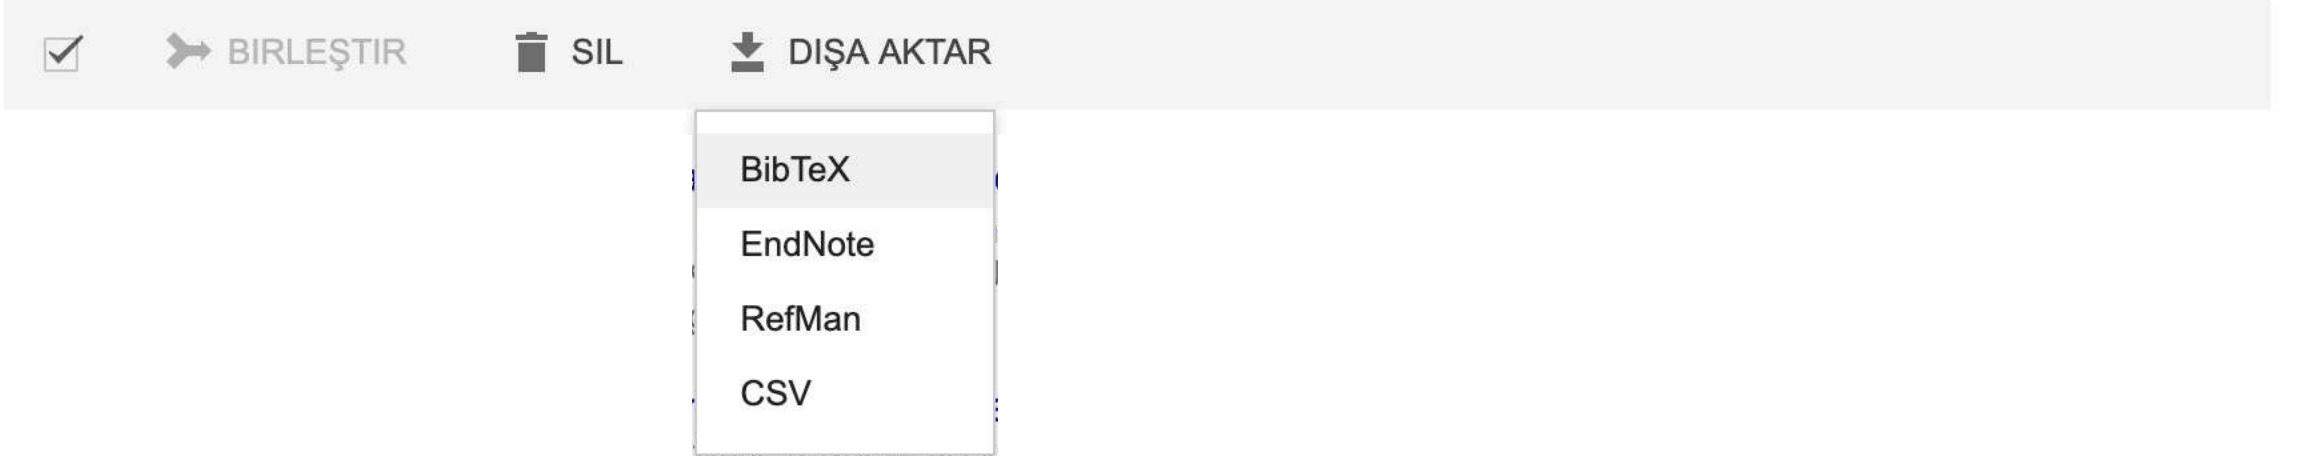 BIRLEŞTIR SIL DIŞA AKTAR
BibTeX
EndNote
RefMan
CSV